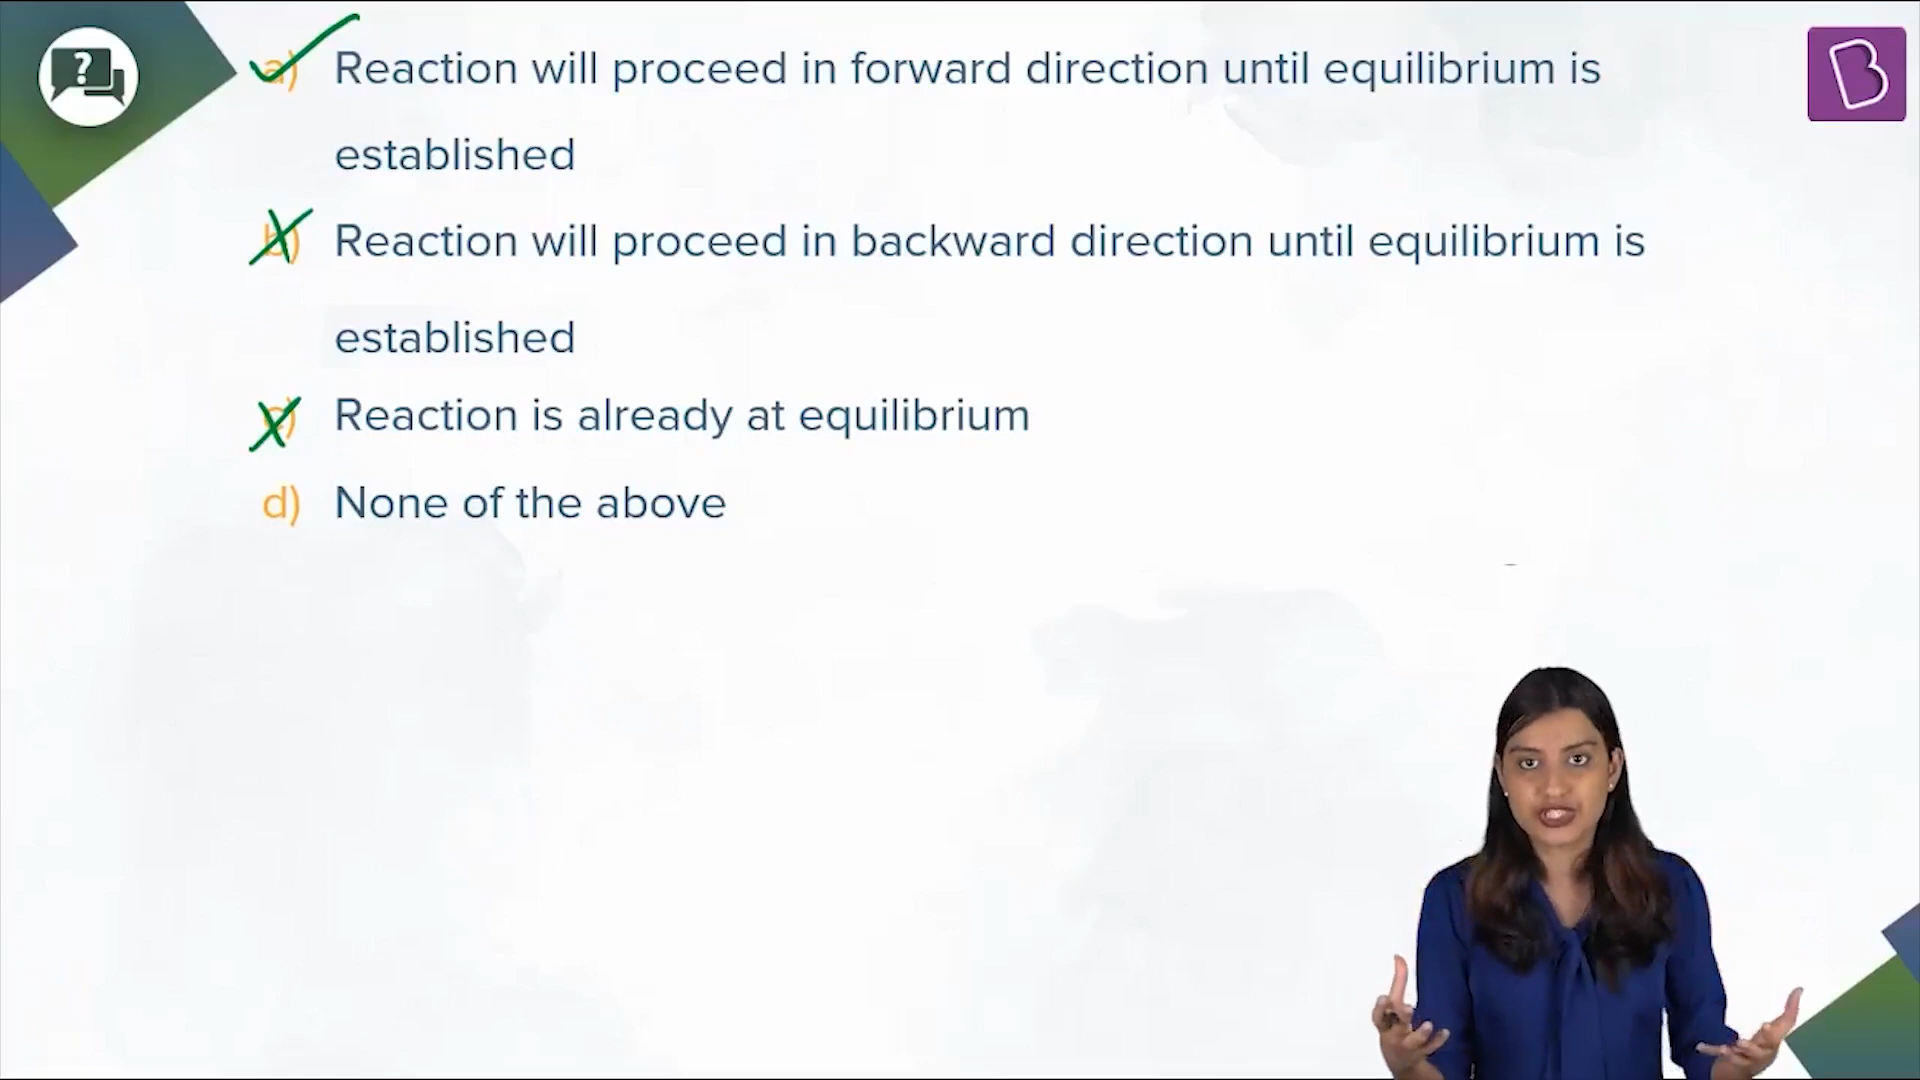 ?
B
a) Reaction will proceed in forward direction until equilibrium is
established
b) Reaction will proceed in backward direction until equilibrium is
established
c) Reaction is already at equilibrium
d) None of the above